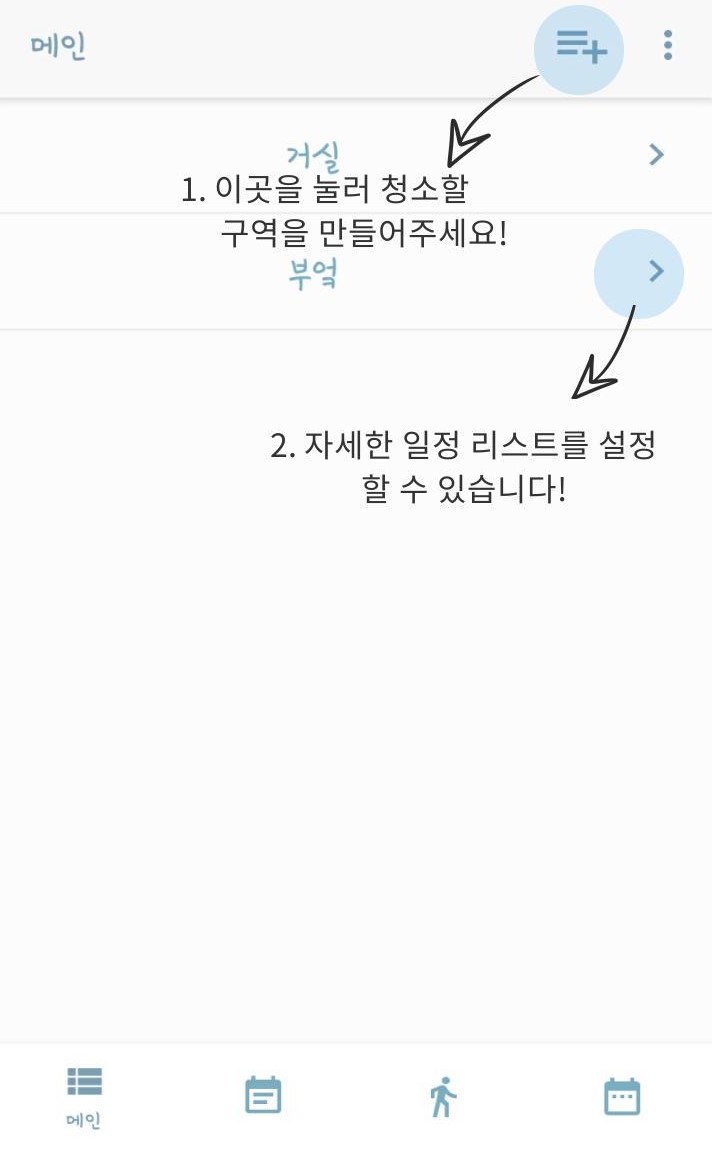 메인
거실
1. 이곳을 눌러 청소할
구역을 만들어주세요!
부엌
2. 자세한 일정 리스트를 설정
할 수 있습니다!
메인